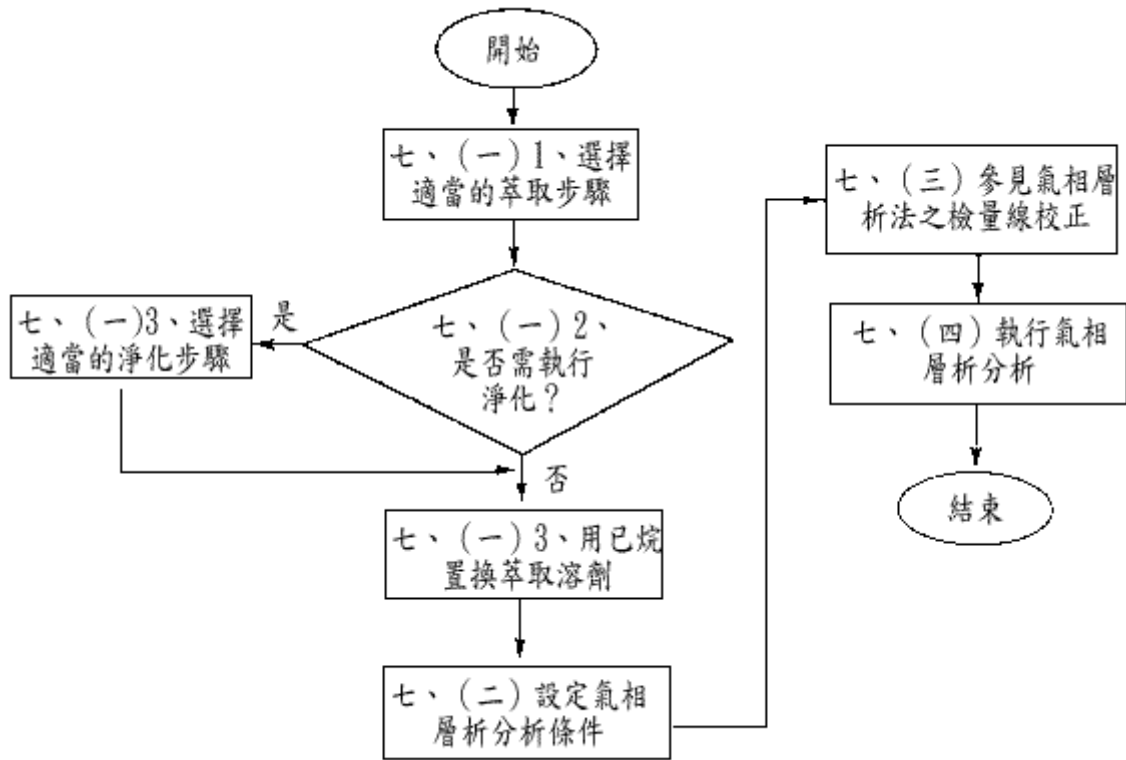 開始
七、（一）1、選擇
適當的萃取步驟
七、（一）2、
是否需執行
淨化？
是
七、（一)3、選擇
適當的淨化步驟
否
七、（一）3、用已烷
置換萃取溶劑
七、（二）設定氣相
層析分析條件
七、（三）參見氣相層
析法之檢量線校正
七、（四）執行氣相
層析分析
結束